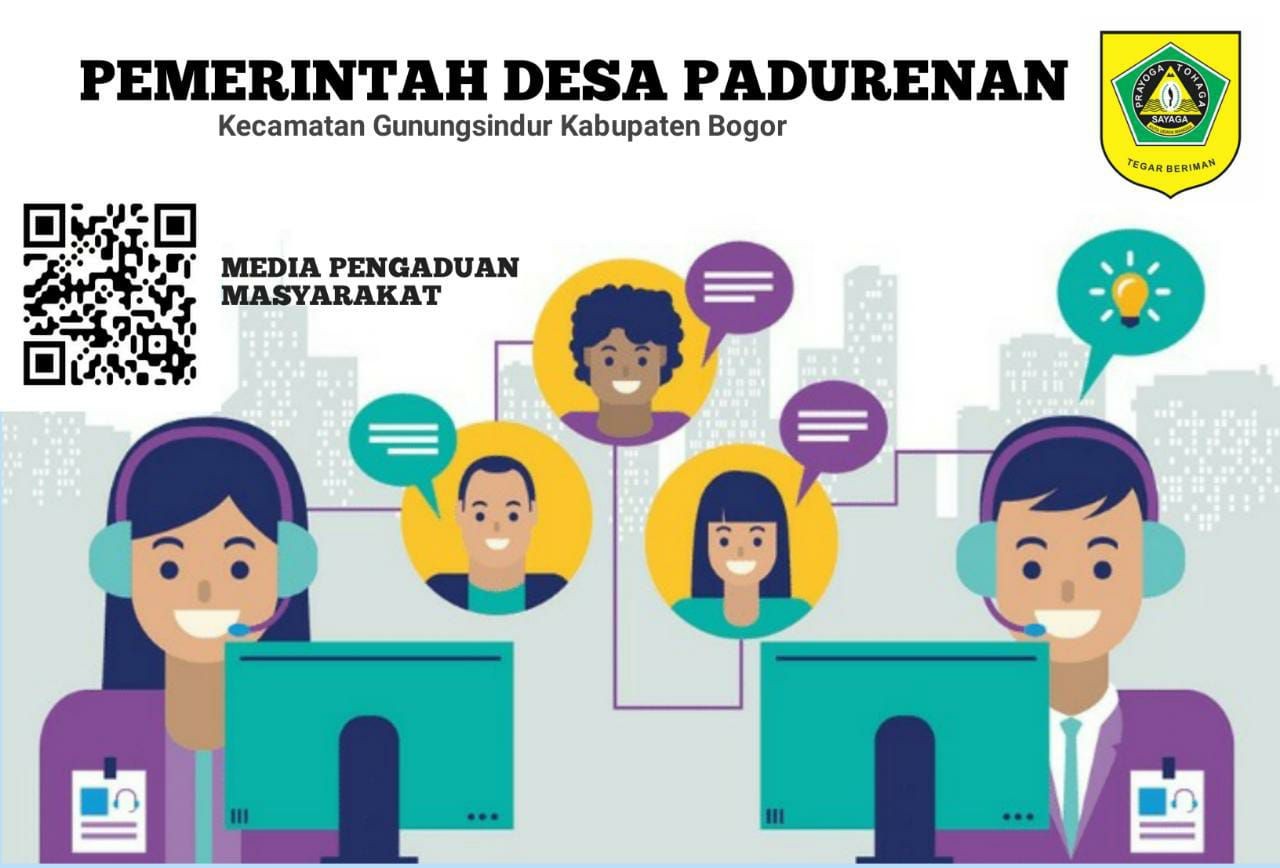 PEMERINTAH DESA PADURENAN
Kecamatan Gunungsindur Kabupaten Bogor
PRAYOGA TOHAGA
SAYAGA
TEGAR BERIMAN
MEDIA PENGADUAN
MASYARAKAT